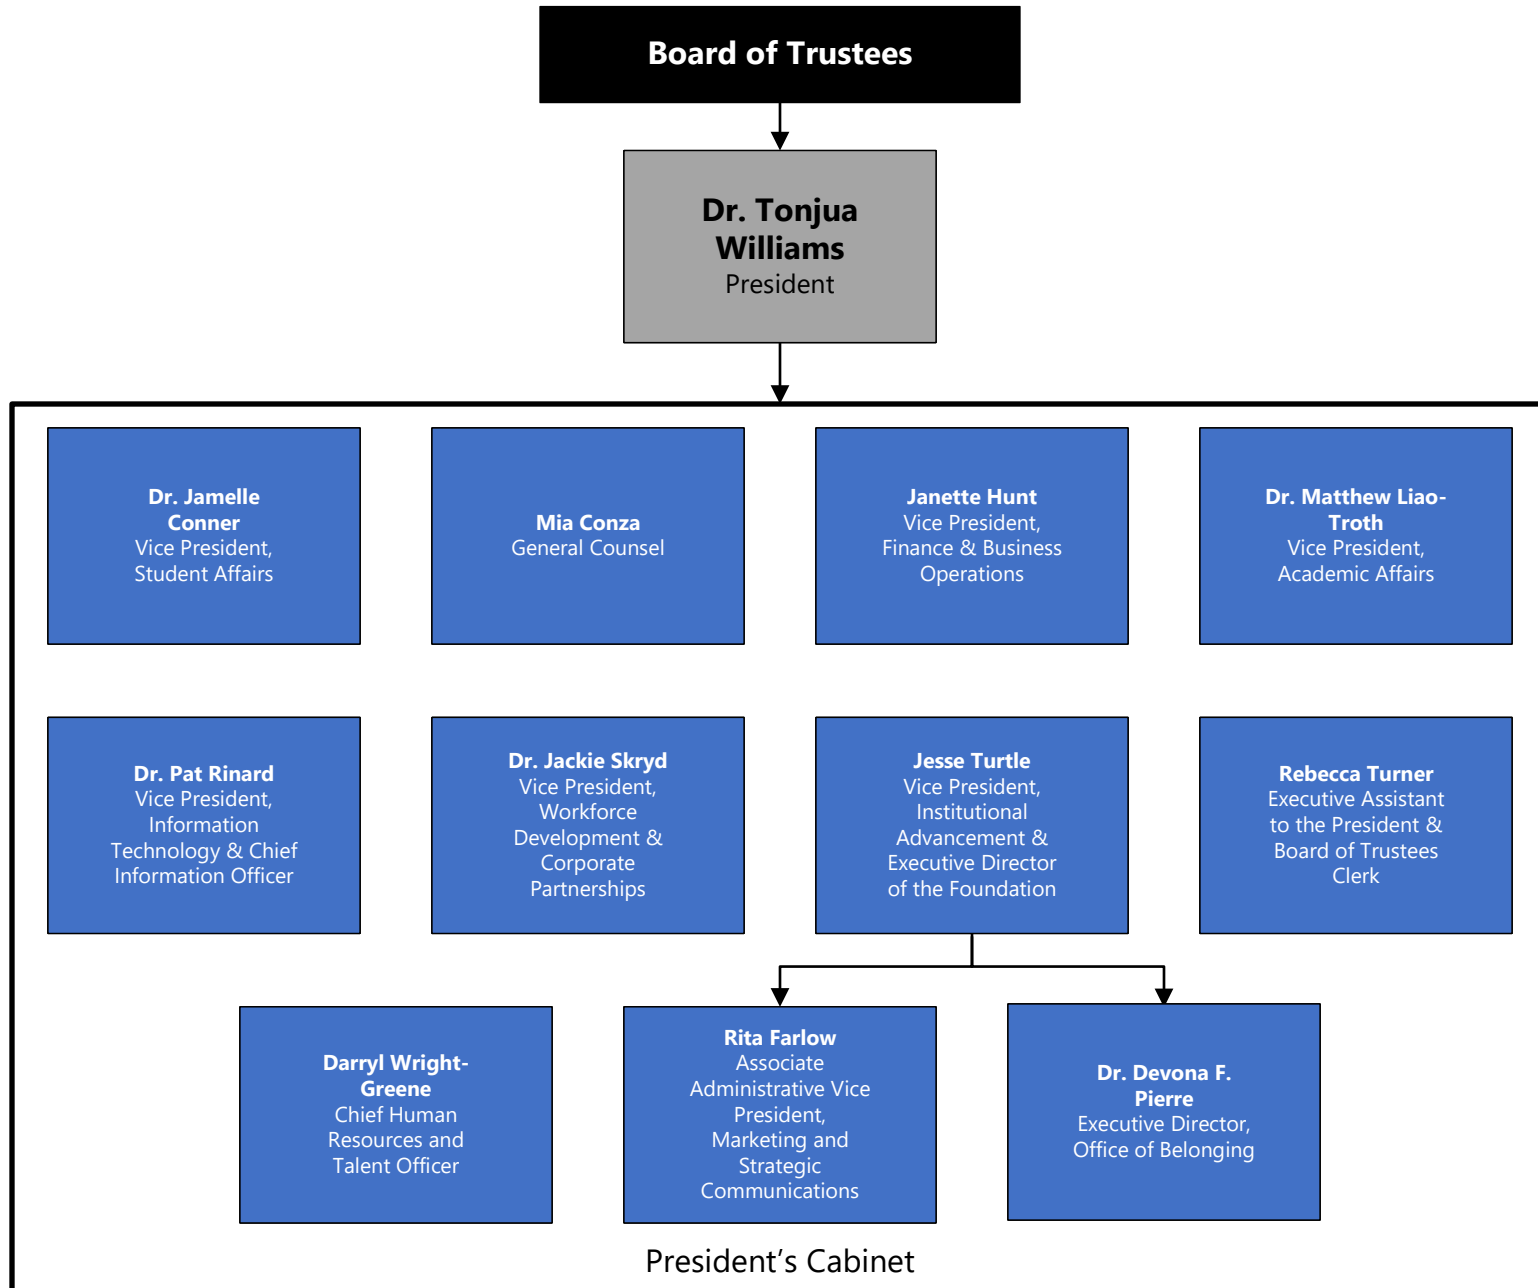 Board of Trustees
Dr. Tonjua
Williams
President
Dr. Jamelle
Conner
Vice President,
Student Affairs
Mia Conza
General Counsel
Janette Hunt
Vice President,
Finance & Business
Operations
Dr. Matthew Liao-
Troth
Vice President,
Academic Affairs
Dr. Pat Rinard
Vice President,
Information
Technology & Chief
Information Officer
Dr. Jackie Skryd
Vice President,
Workforce
Development &
Corporate
Partnerships
Jesse Turtle
Vice President,
Institutional
Advancement &
Executive Director
of the Foundation
Rebecca Turner
Executive Assistant
to the President &
Board of Trustees
Clerk
Darryl Wright-
Greene
Chief Human
Resources and
Talent Officer
Rita Farlow
Associate
Administrative Vice
President,
Marketing and
Strategic
Communications
Dr. Devona F.
Pierre
Executive Director,
Office of Belonging
President’s Cabinet